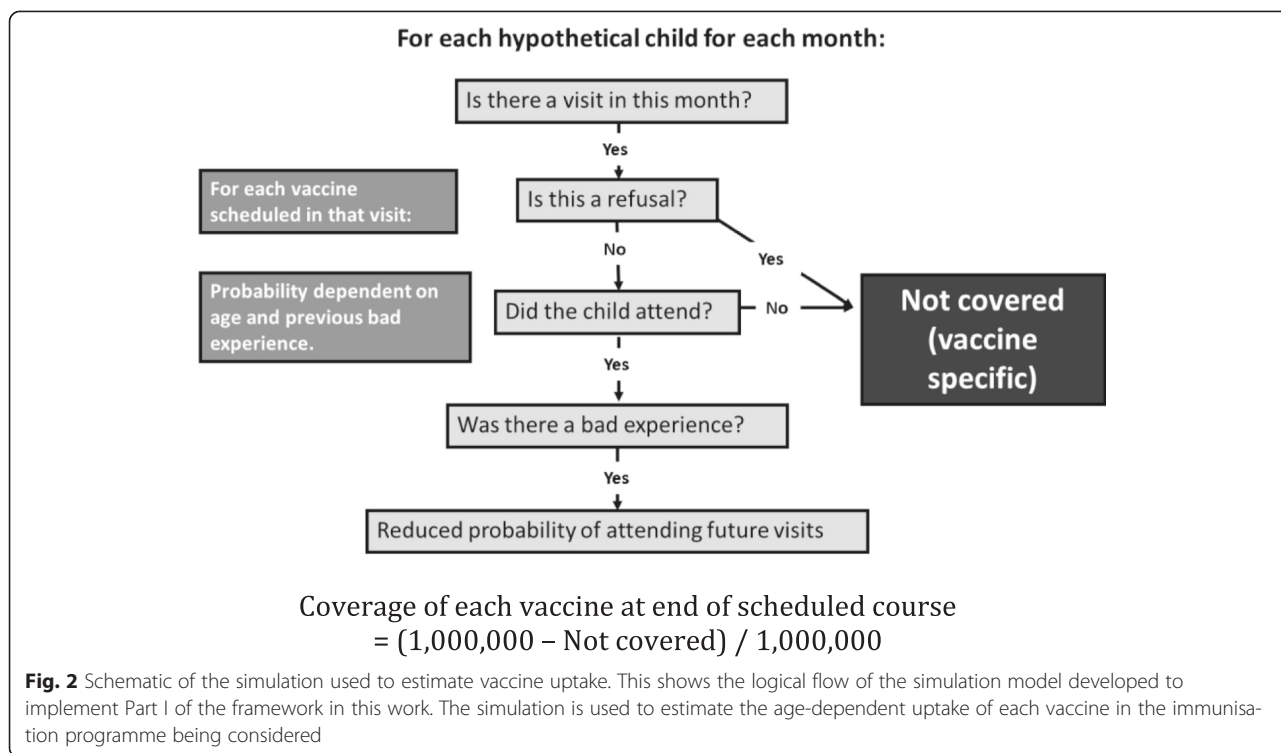 For each hypothetical child for each month:
Is there a visit in this month?
Yes
For each vaccine
scheduled in that visit:
Is this a refusal?
No
Yes
Probability dependent on
age and previous bad
experience.
Did the child attend?
No
Not covered
(vaccine
specific)
Yes
Was there a bad experience?
Yes
Reduced probability of attending future visits
Coverage of each vaccine at end of scheduled course
= (1,000,000 – Not covered) / 1,000,000
Fig. 2 Schematic of the simulation used to estimate vaccine uptake. This shows the logical flow of the simulation model developed to
implement Part I of the framework in this work. The simulation is used to estimate the age-dependent uptake of each vaccine in the immunisa-
tion programme being considered